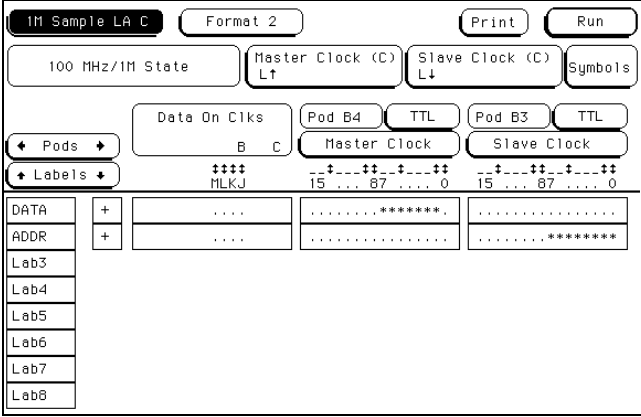 1M Sample LA C Format 2 Print Run
100 MHz/1M State Master Clock (C) L↑ Slave Clock (C) L↓ Symbols
Data On Clks Pod B4 TTL Pod B3 TTL
← Pods → B C Master Clock Slave Clock
↑ Labels ↓ MLKJ 15 ... 87 .... 0 15 ... 87 .... 0
DATA + .... ........*******. ................
ADDR + .... ................ ........********
Lab3
Lab4
Lab5
Lab6
Lab7
Lab8